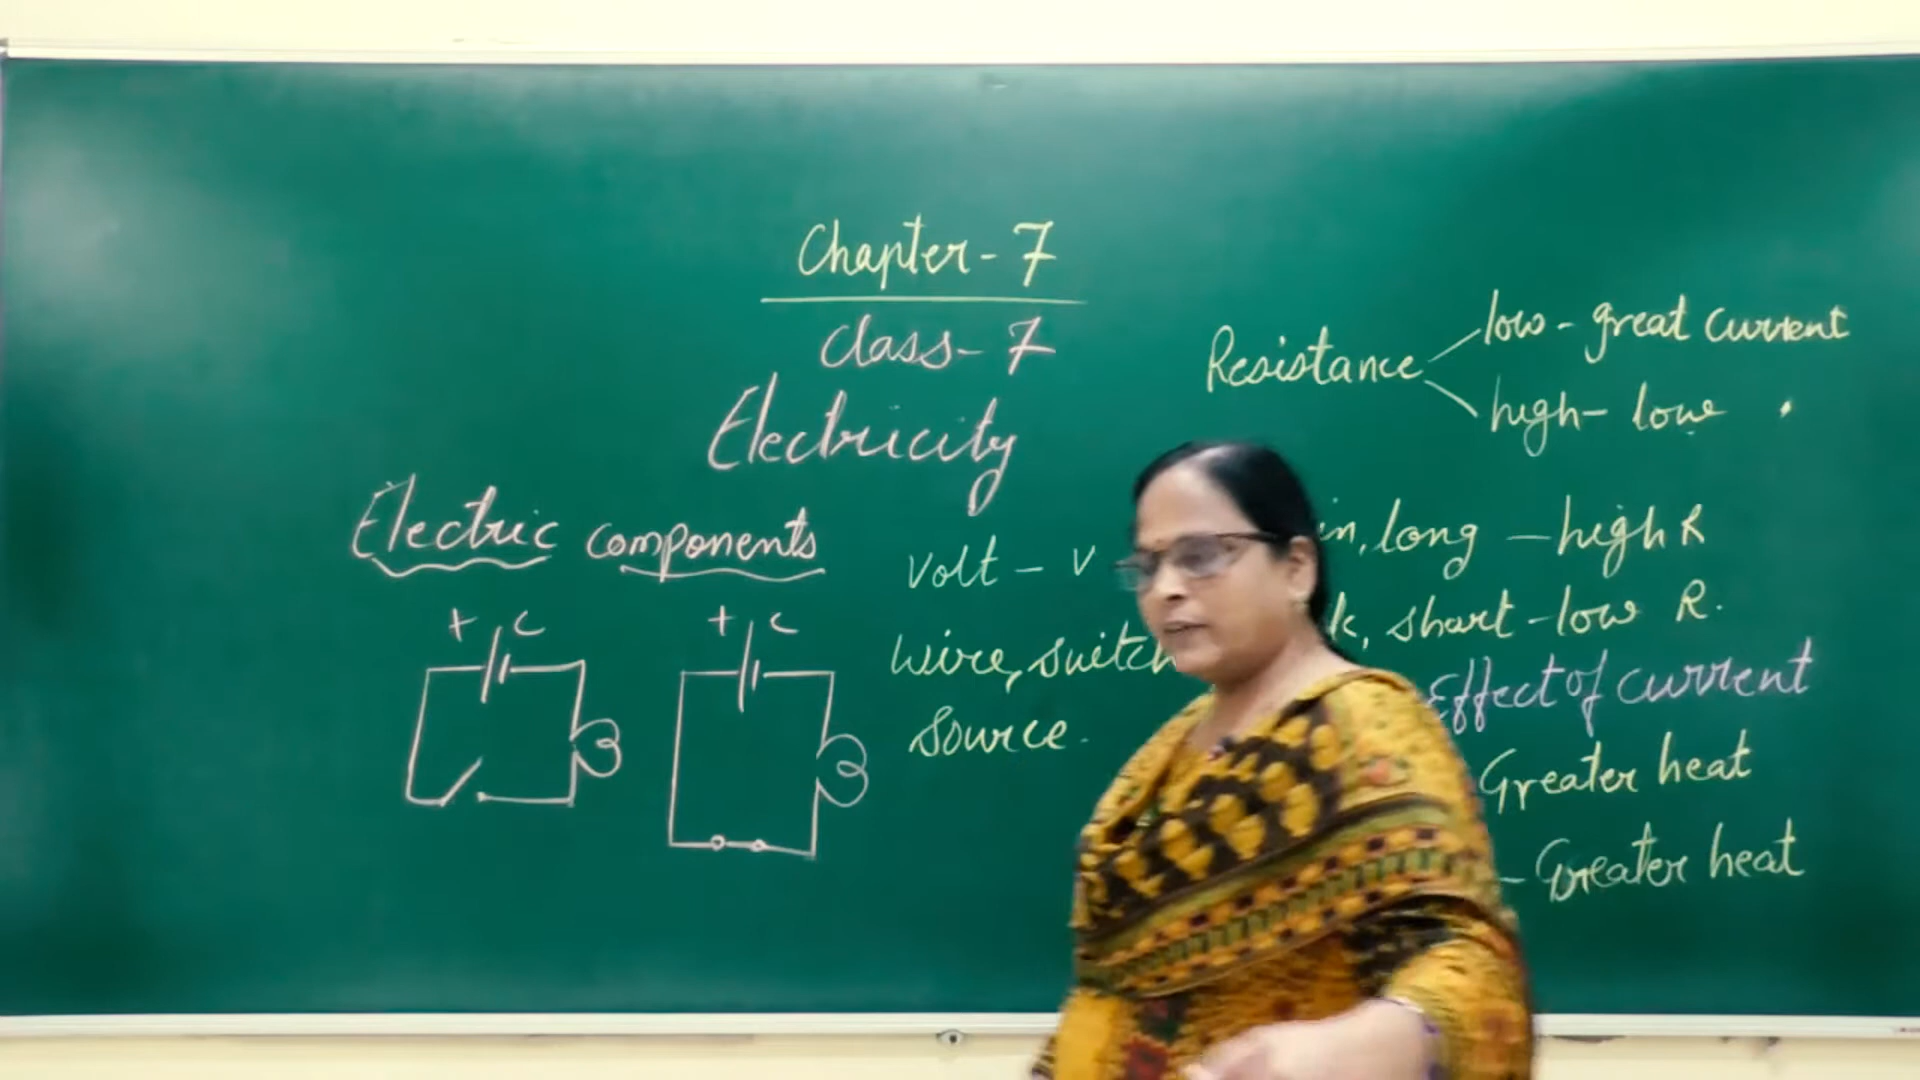 Chapter - 7
Class - 7
Electricity
Electric components
+ C
+ C
volt - V
wire, switch
source.
Resistance
low - great current
high - low
long - high R
short - low R.
Effect of current
Greater heat
- Greater heat